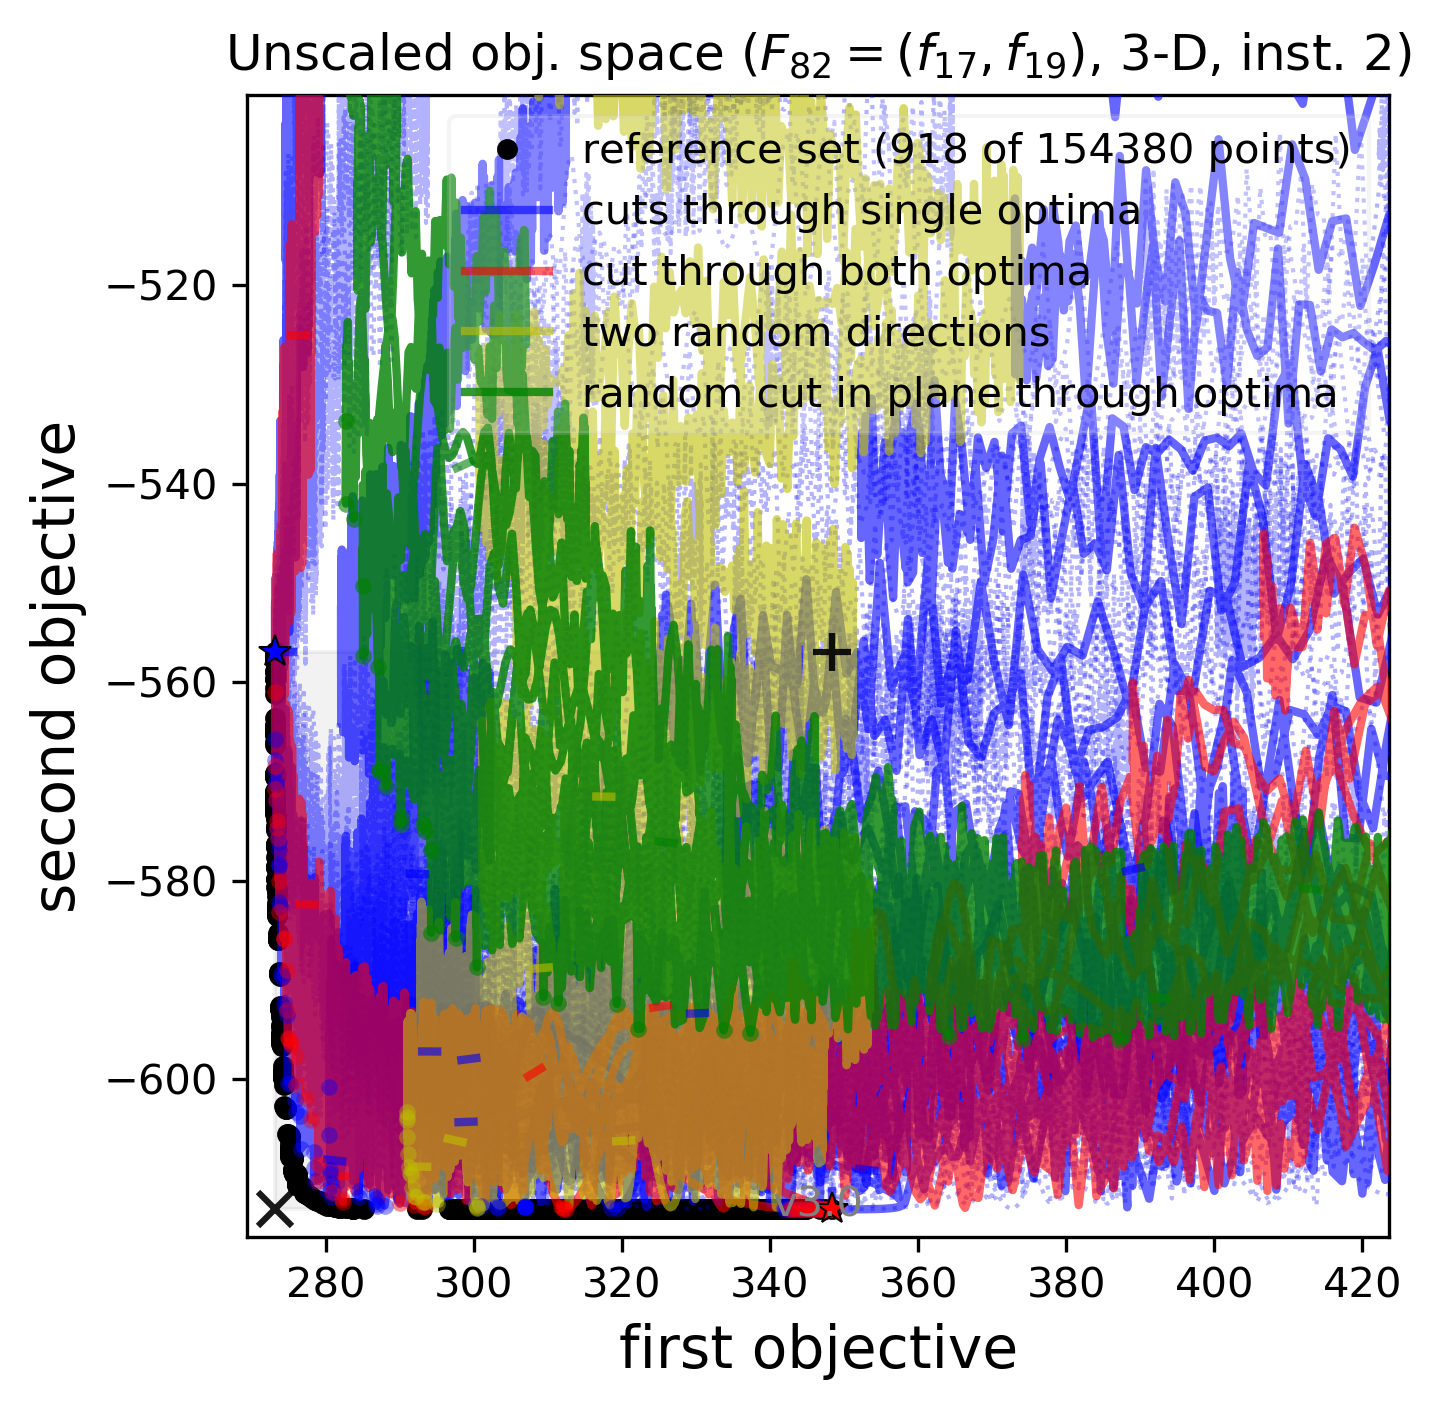 Unscaled obj. space (F₈₂ = (f₁₇, f₁₉), 3-D, inst. 2)
reference set (918 of 154380 points)
cuts through single optima
cut through both optima
two random directions
random cut in plane through optima
−520
−540
−560
−580
−600
second objective
v3.0
280 300 320 340 360 380 400 420
first objective